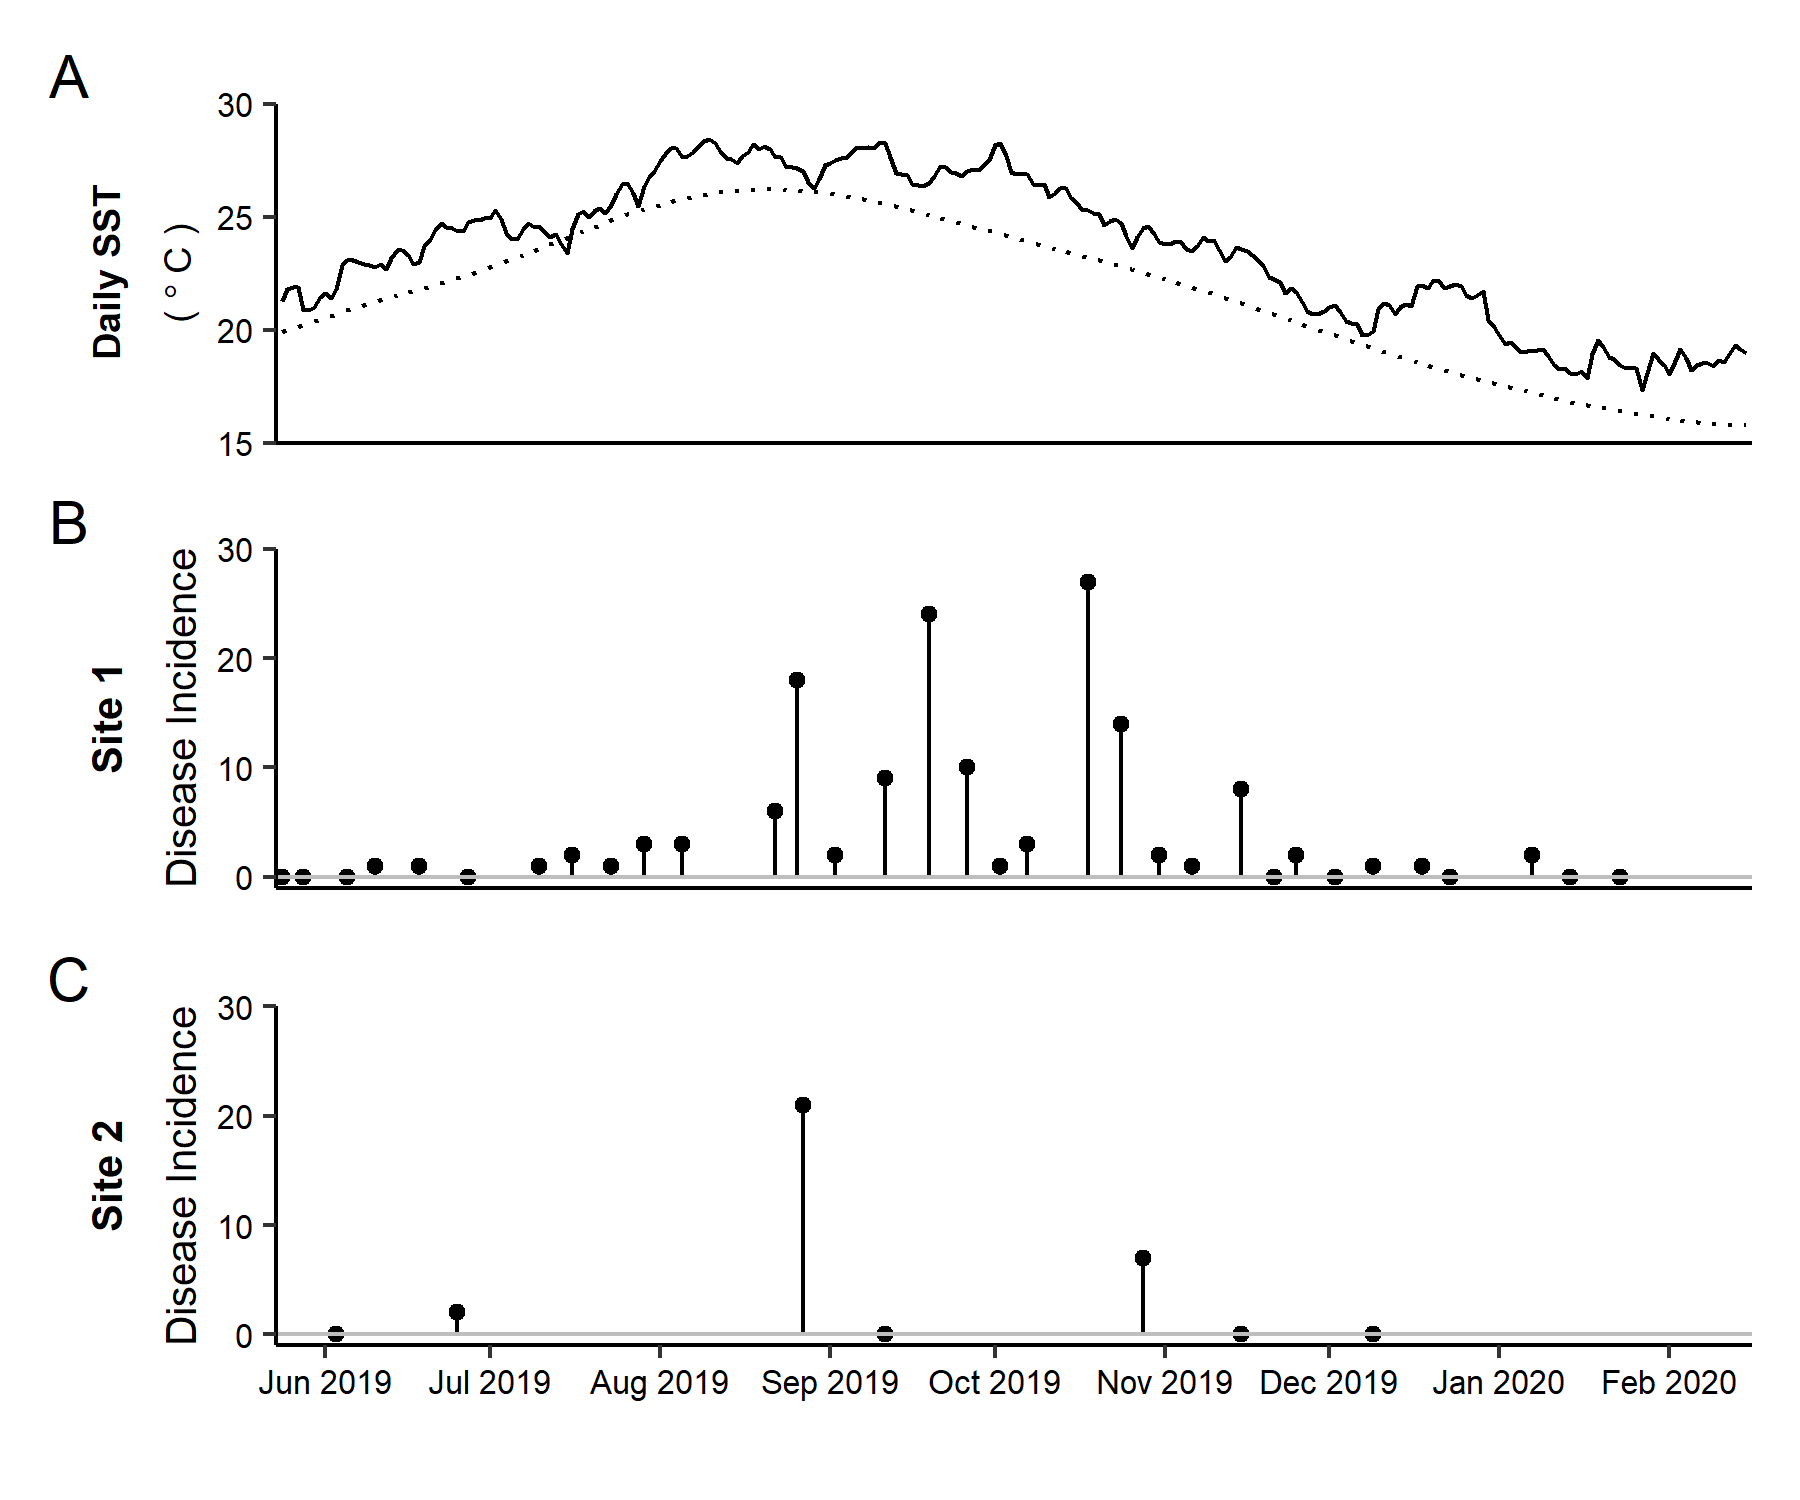 A
30
25
20
15
Daily SST
( ° C )
B
30
20
10
0
Site 1
Disease Incidence
C
30
20
10
0
Site 2
Disease Incidence
Jun 2019 Jul 2019 Aug 2019 Sep 2019 Oct 2019 Nov 2019 Dec 2019 Jan 2020 Feb 2020